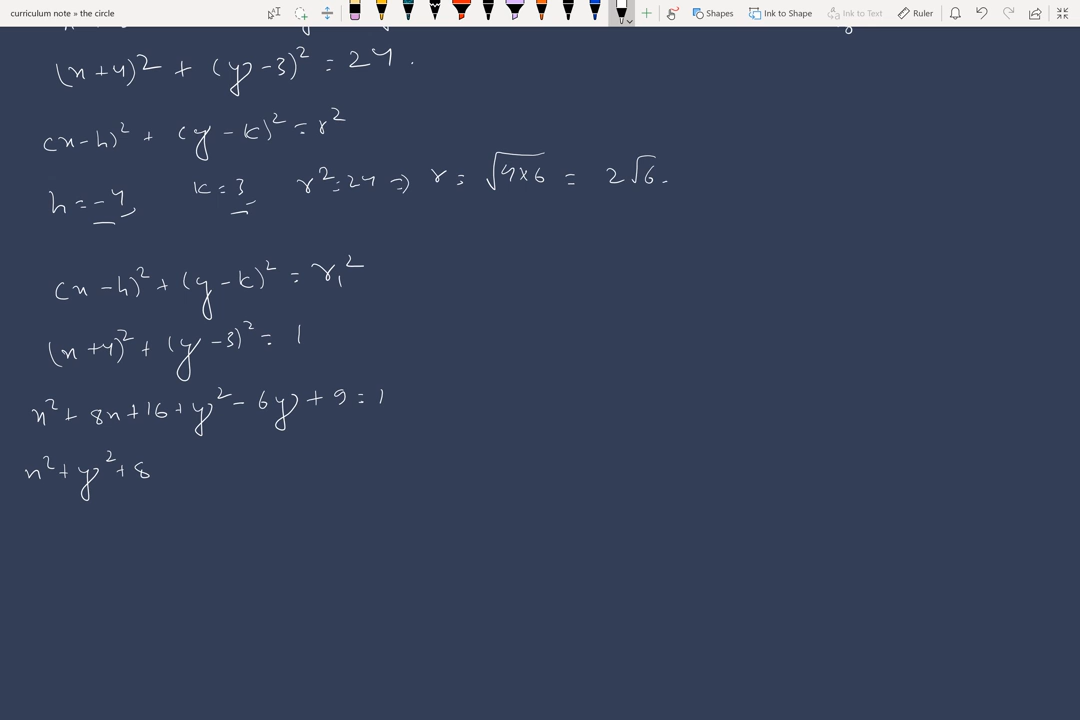 curriculum note » the circle
Shapes Ink to Shape Ink to Text Ruler
(x+4)² + (y-3)² = 24.
(x-h)² + (y-k)² = r²
h = -4, k = 3, r² = 24 ⇒ r = √4×6 = 2√6.
(x-h)² + (y-k)² = r₁²
(x+4)² + (y-3)² = 1
x² + 8x + 16 + y² - 6y + 9 = 1
x² + y² + 8